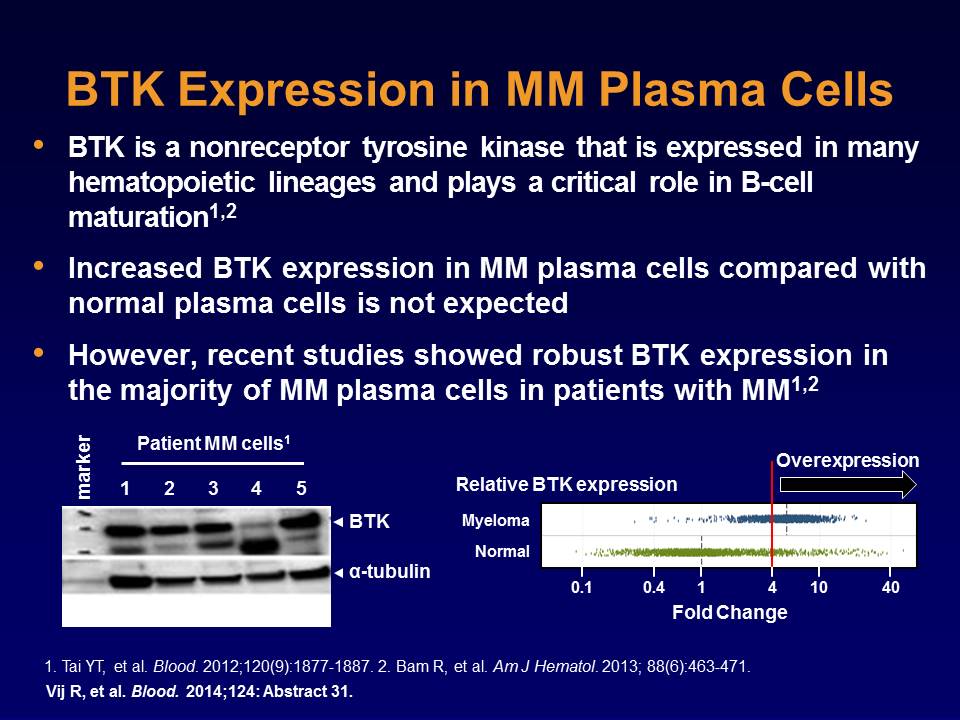 BTK Expression in MM Plasma Cells
• BTK is a nonreceptor tyrosine kinase that is expressed in many
hematopoietic lineages and plays a critical role in B-cell
maturation1,2
• Increased BTK expression in MM plasma cells compared with
normal plasma cells is not expected
• However, recent studies showed robust BTK expression in
the majority of MM plasma cells in patients with MM1,2
marker
Patient MM cells1
1 2 3 4 5
BTK
α-tubulin
Overexpression
Relative BTK expression
Myeloma
Normal
0.1 0.4 1 4 10 40
Fold Change
1. Tai YT, et al. Blood. 2012;120(9):1877-1887. 2. Bam R, et al. Am J Hematol. 2013; 88(6):463-471.
Vij R, et al. Blood. 2014;124: Abstract 31.